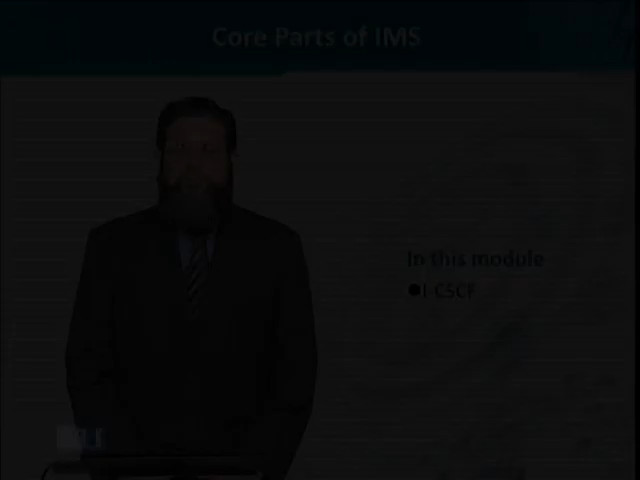 Core Parts of IMS
In this module
●I-CSCF